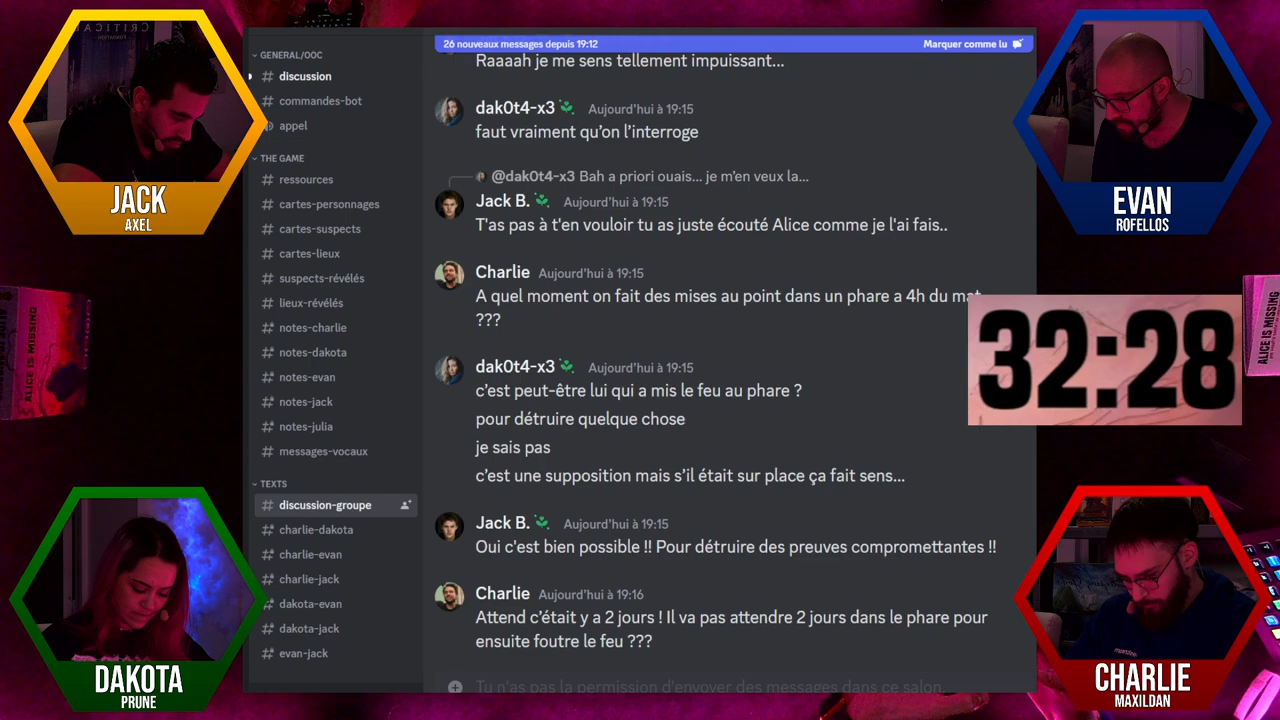 JACK
AXEL
DAKOTA
PRUNE
GENERAL/OOC
discussion
commandes-bot
appel
THE GAME
ressources
cartes-personnages
cartes-suspects
cartes-lieux
suspects-révélés
lieux-révélés
notes-charlie
notes-dakota
notes-evan
notes-jack
notes-julia
messages-vocaux
TEXTS
discussion-groupe
charlie-dakota
charlie-evan
charlie-jack
dakota-evan
dakota-jack
evan-jack
26 nouveaux messages depuis 19:12 Marquer comme lu
Raaaah je me sens tellement impuissant...
dak0t4-x3 Aujourd'hui à 19:15
faut vraiment qu'on l'interroge
@dak0t4-x3 Bah a priori ouais... je m'en veux la...
Jack B. Aujourd'hui à 19:15
T'as pas à t'en vouloir tu as juste écouté Alice comme je l'ai fais..
Charlie Aujourd'hui à 19:15
A quel moment on fait des mises au point dans un phare a 4h du mat
???
dak0t4-x3 Aujourd'hui à 19:15
c'est peut-être lui qui a mis le feu au phare ?
pour détruire quelque chose
je sais pas
c'est une supposition mais s'il était sur place ça fait sens...
Jack B. Aujourd'hui à 19:15
Oui c'est bien possible !! Pour détruire des preuves compromettantes !!
Charlie Aujourd'hui à 19:16
Attend c'était y a 2 jours ! Il va pas attendre 2 jours dans le phare pour
ensuite foutre le feu ???
Tu n'as pas la permission d'envoyer des messages dans ce salon.
EVAN
ROFELLOS
32:28
CHARLIE
MAXILDAN
ALICE IS MISSING
ALICE IS MISSING